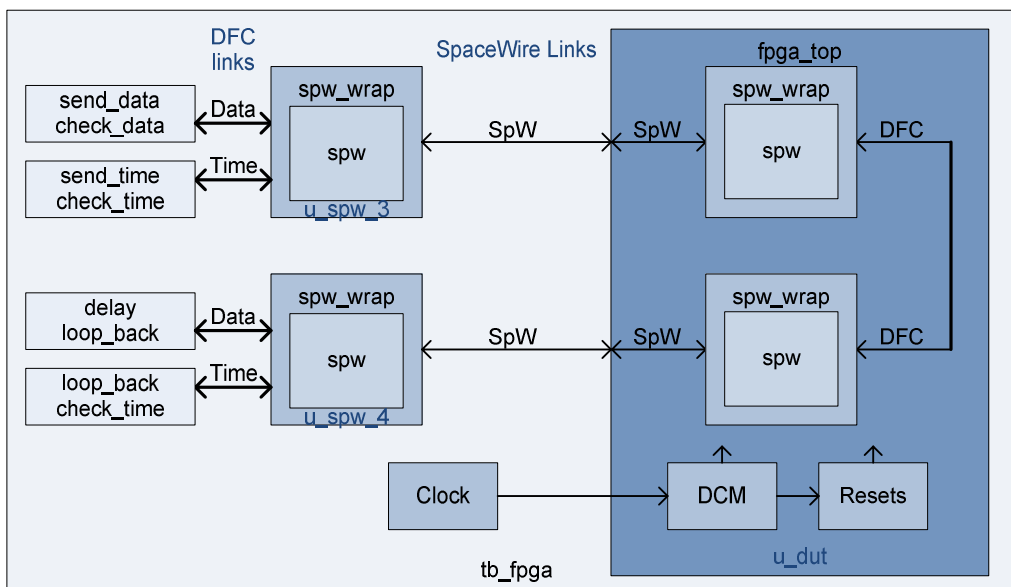 DFC
links
SpaceWire Links
fpga_top
send_data
check_data
Data
send_time
check_time
Time
spw_wrap
spw
u_spw_3
SpW
SpW
spw_wrap
spw
DFC
delay
loop_back
Data
loop_back
check_time
Time
spw_wrap
spw
u_spw_4
SpW
SpW
spw_wrap
spw
DFC
Clock
DCM
Resets
u_dut
tb_fpga